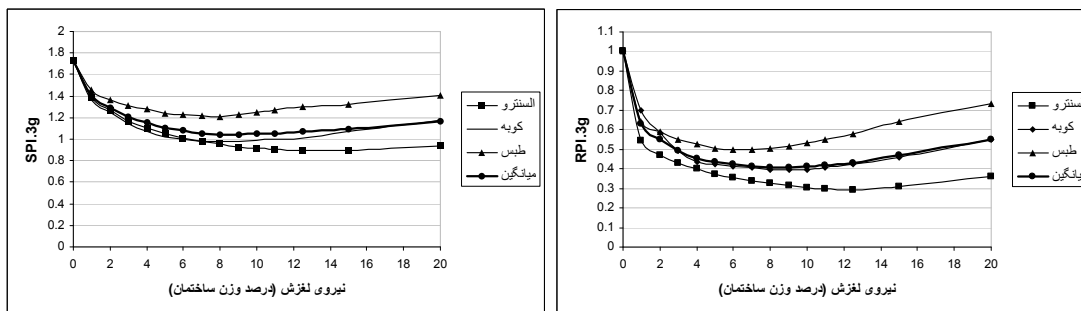 SPI.3g
2
1.8
1.6
1.4
1.2
1
0.8
0.6
0.4
0.2
0
0 2 4 6 8 10 12 14 16 18 20
نیروی لغزش (درصد وزن ساختمان)
السنترو
کوبه
طبس
میانگین
RPI.3g
1.1
1
0.9
0.8
0.7
0.6
0.5
0.4
0.3
0.2
0.1
0
0 2 4 6 8 10 12 14 16 18 20
نیروی لغزش (درصد وزن ساختمان)
سنترو
کوبه
طبس
یانگین